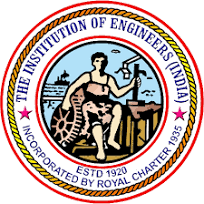 THE INSTITUTION OF ENGINEERS (INDIA)
ESTD 1920
INCORPORATED BY ROYAL CHARTER 1935